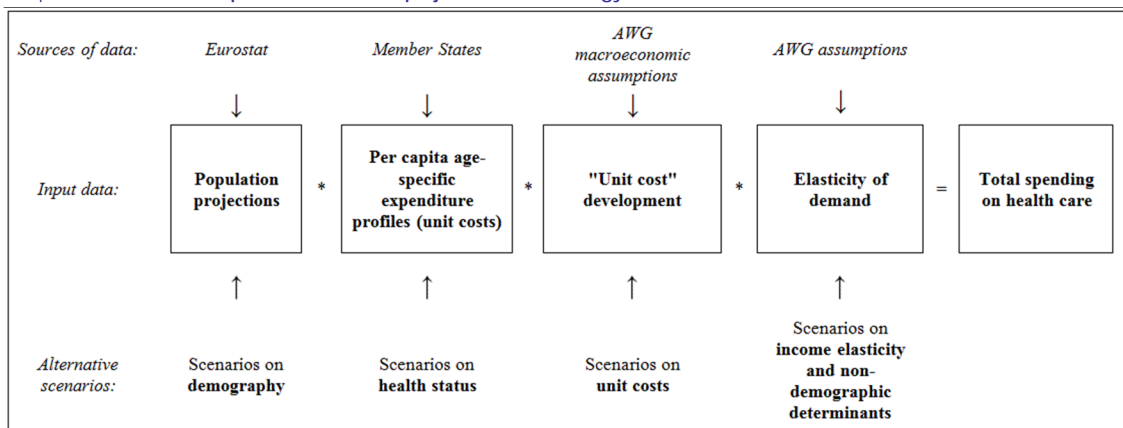 Sources of data:
Eurostat
Member States
AWG
macroeconomic
assumptions
AWG assumptions
↓ ↓ ↓ ↓
Input data:
Population
projections
*
Per capita age-
specific
expenditure
profiles (unit costs)
*
"Unit cost"
development
*
Elasticity of
demand
=
Total spending
on health care
↑ ↑ ↑ ↑
Alternative
scenarios:
Scenarios on
demography
Scenarios on
health status
Scenarios on
unit costs
Scenarios on
income elasticity
and non-
demographic
determinants